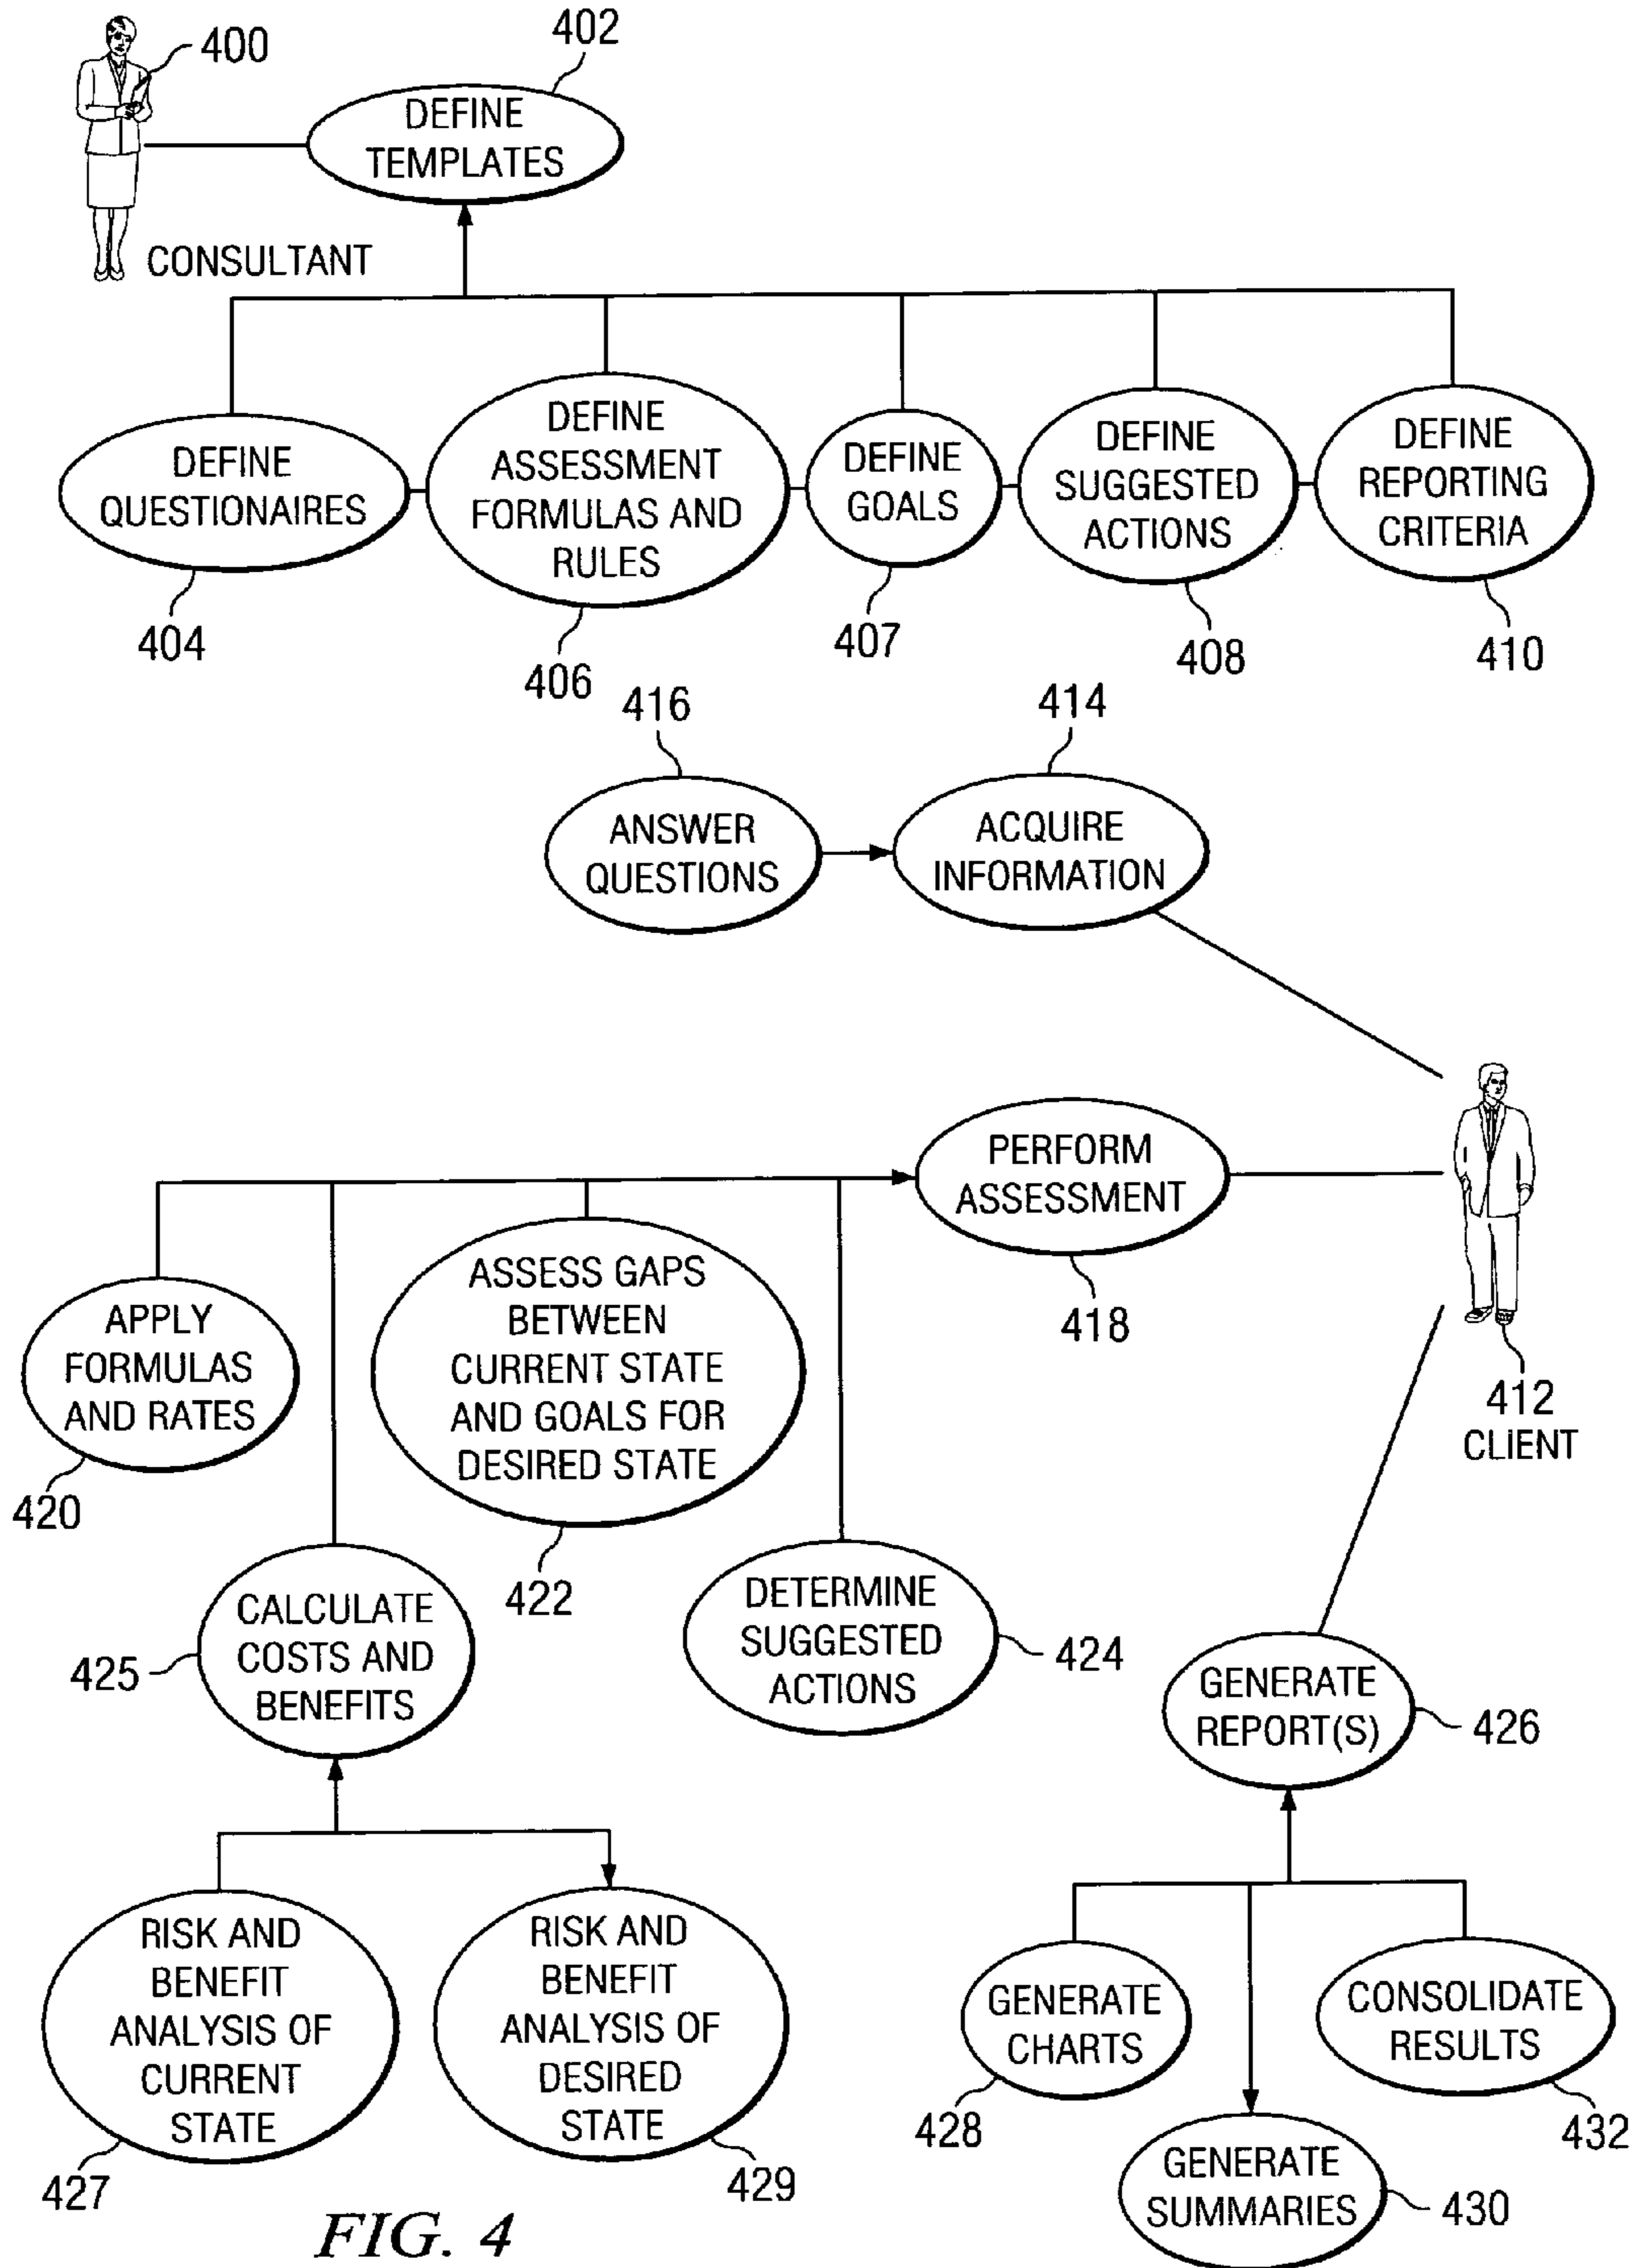 400
402
DEFINE
TEMPLATES
CONSULTANT
DEFINE
QUESTIONAIRES
DEFINE
ASSESSMENT
FORMULAS AND
RULES
DEFINE
GOALS
DEFINE
SUGGESTED
ACTIONS
DEFINE
REPORTING
CRITERIA
404
406
407
408
410
416
414
ANSWER
QUESTIONS
ACQUIRE
INFORMATION
PERFORM
ASSESSMENT
418
412
CLIENT
APPLY
FORMULAS
AND RATES
420
ASSESS GAPS
BETWEEN
CURRENT STATE
AND GOALS FOR
DESIRED STATE
422
CALCULATE
COSTS AND
BENEFITS
425
DETERMINE
SUGGESTED
ACTIONS
424
GENERATE
REPORT(S)
426
RISK AND
BENEFIT
ANALYSIS OF
CURRENT
STATE
427
RISK AND
BENEFIT
ANALYSIS OF
DESIRED
STATE
429
GENERATE
CHARTS
428
CONSOLIDATE
RESULTS
432
GENERATE
SUMMARIES
430
FIG. 4